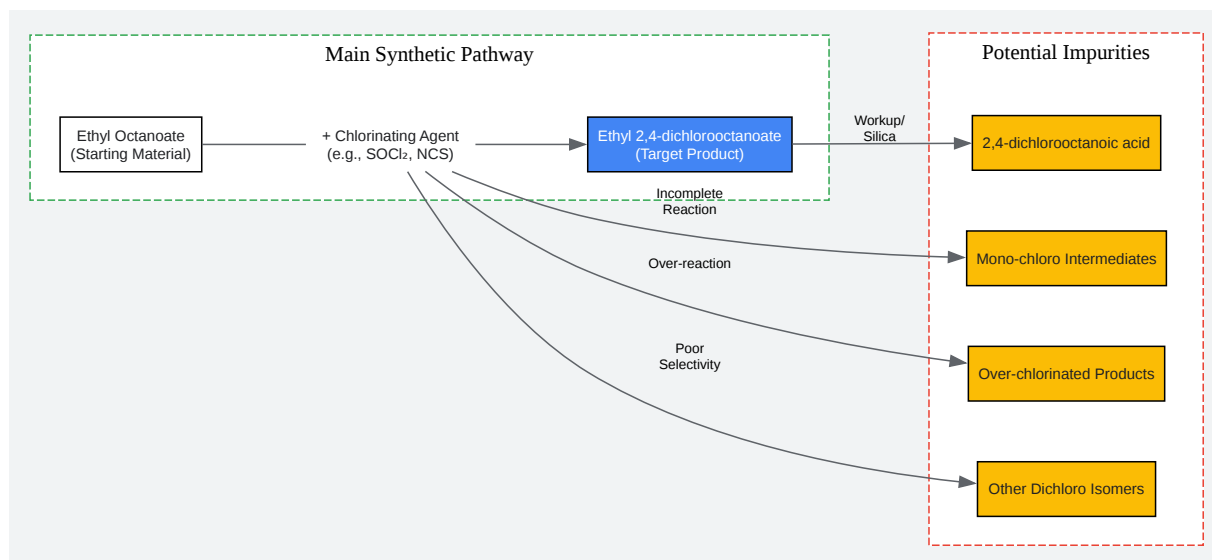 Main Synthetic Pathway
Potential Impurities
Ethyl Octanoate
(Starting Material)
+ Chlorinating Agent
(e.g., SOCl₂, NCS)
Ethyl 2,4-dichlorooctanoate
(Target Product)
Workup/
Silica
2,4-dichlorooctanoic acid
Incomplete
Reaction
Mono-chloro Intermediates
Over-reaction
Over-chlorinated Products
Poor
Selectivity
Other Dichloro Isomers